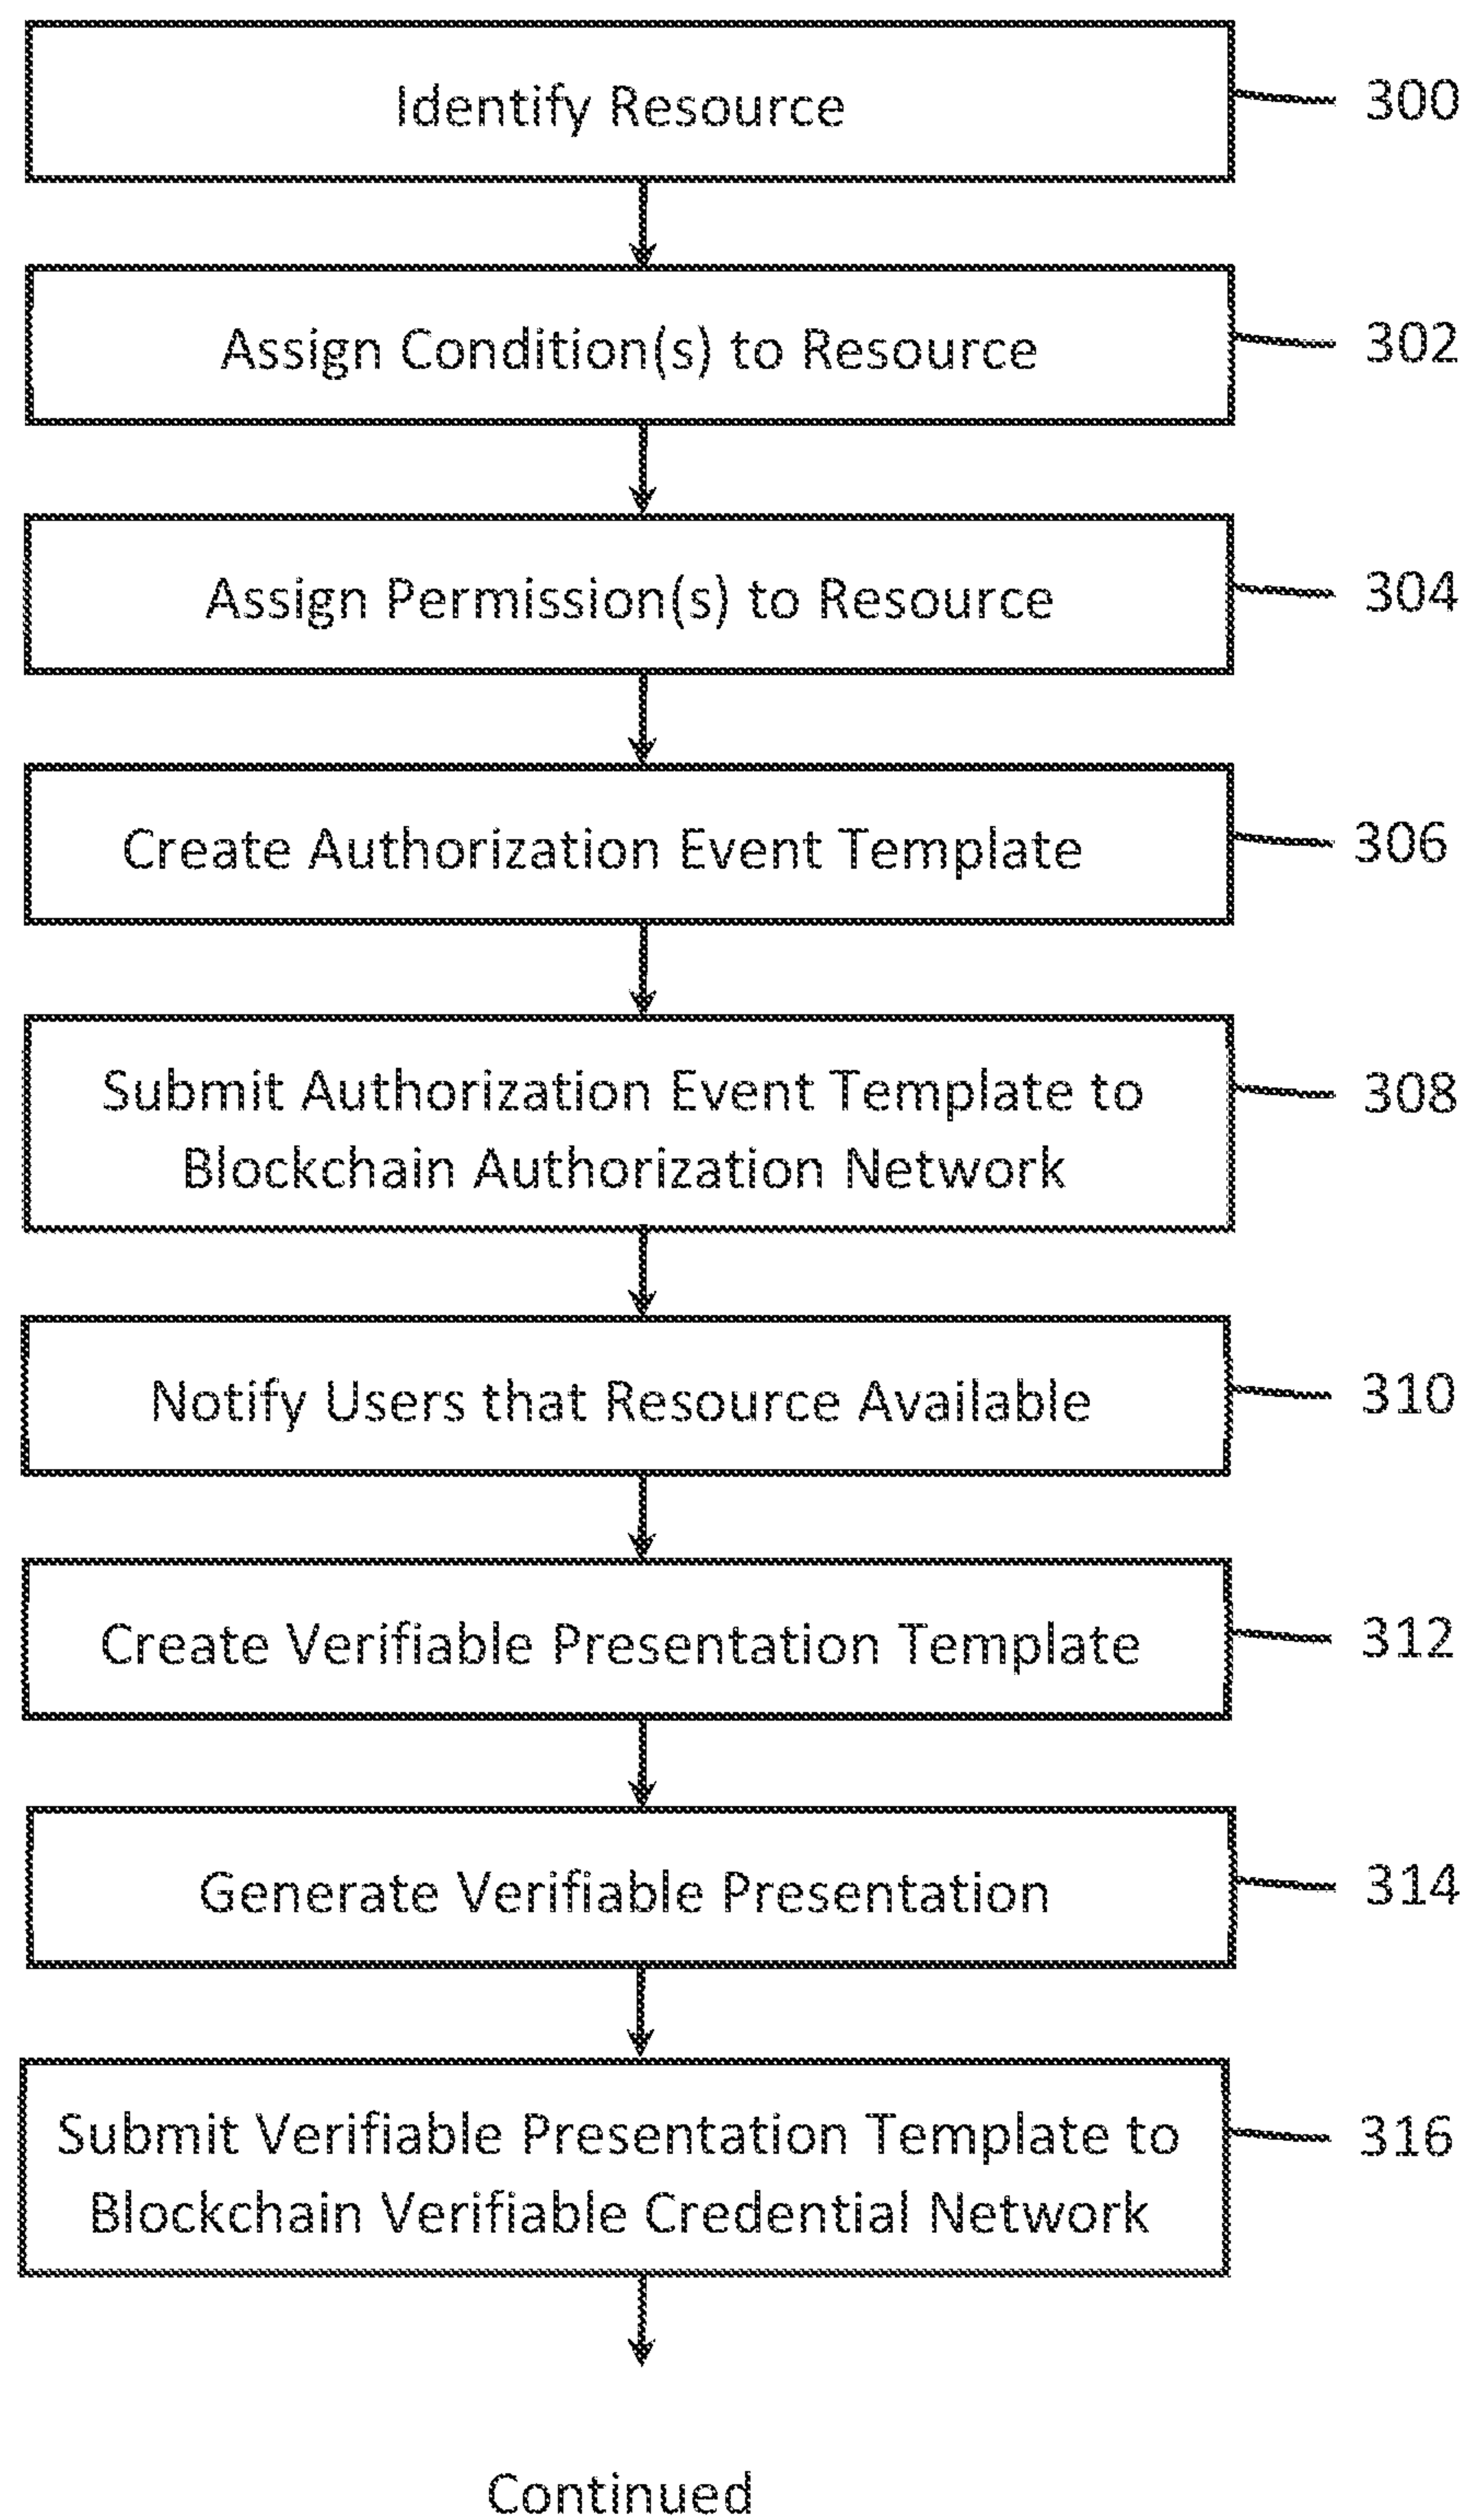 Identify Resource
300
Assign Condition(s) to Resource
302
Assign Permission(s) to Resource
304
Create Authorization Event Template
306
Submit Authorization Event Template to
Blockchain Authorization Network
308
Notify Users that Resource Available
310
Create Verifiable Presentation Template
312
Generate Verifiable Presentation
314
Submit Verifiable Presentation Template to
Blockchain Verifiable Credential Network
316
Continued